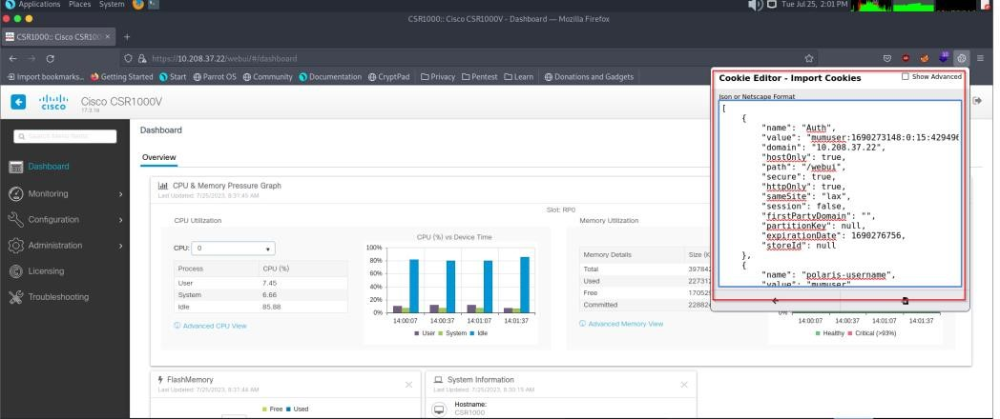 Applications Places System
Tue Jul 25, 2:01 PM
CSR1000:: Cisco CSR1000V - Dashboard — Mozilla Firefox
CSR1000:: Cisco CSR100 × +
https://10.208.37.22/webui/#/dashboard
Import bookmarks... Getting Started Start Parrot OS Community Documentation CryptPad Privacy Pentest Learn Donations and Gadgets
cisco Cisco CSR1000V
Search Menu Items
Dashboard
Monitoring
Configuration
Administration
Licensing
Troubleshooting
Dashboard
Overview
CPU & Memory Pressure Graph
Last Updated: 7/25/2023, 8:31:45 AM
Slot: RP0
CPU Utilization
CPU: 0
Process CPU (%)
User 7.45
System 6.66
Idle 85.88
Advanced CPU View
CPU (%) vs Device Time
100%
80%
60%
40%
20%
0%
14:00:07 14:00:37 14:01:07 14:01:37
User System Idle
Memory Utilization
Memory Details Size (K
Total 397842
Used 227312
Free 170529
Committed 228824
Advanced Memory View
0%
14:00:07 14:00:37 14:01:07 14:01:37
Healthy Critical (>93%)
FlashMemory
Last Updated: 7/25/2023, 8:31:44 AM
Free Used
System Information
Last Updated: 7/25/2023, 8:30:15 AM
Hostname:
CSR1000
Cookie Editor - Import Cookies Show Advanced
Json or Netscape Format
[
{
"name": "Auth",
"value": "mumuser:1690273148:0:15:429496
"domain": "10.208.37.22",
"hostOnly": true,
"path": "/webui",
"secure": true,
"httpOnly": true,
"sameSite": "lax",
"session": false,
"firstPartyDomain": "",
"partitionKey": null,
"expirationDate": 1690276756,
"storeId": null
},
{
"name": "polaris-username",
"value": "mumuser"